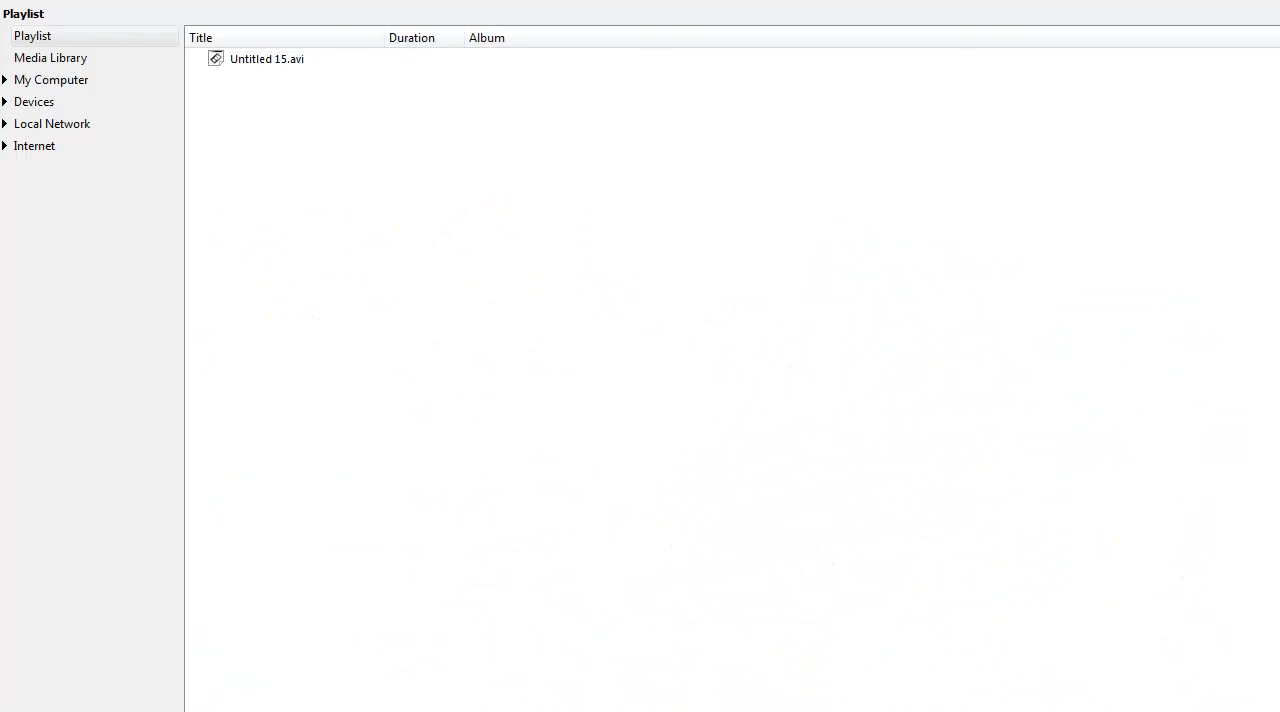 Playlist
Playlist
Media Library
My Computer
Devices
Local Network
Internet
Title Duration Album
Untitled 15.avi